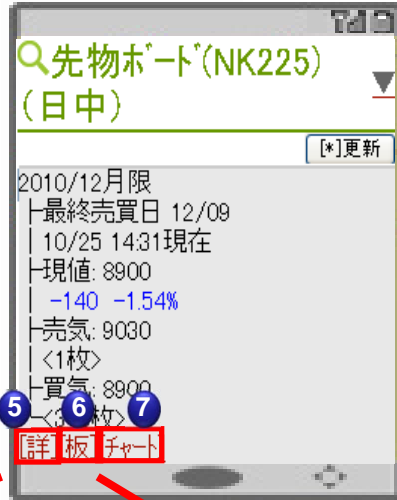 先物ボード(NK225)
(日中)
[*]更新
2010/12月限
├最終売買日 12/09
│10/25 14:31現在
├現値: 8900
│ -140 -1.54%
├売気: 9030
│<1枚>
├買気: 8900
5 6 7
[詳][板][チャート]